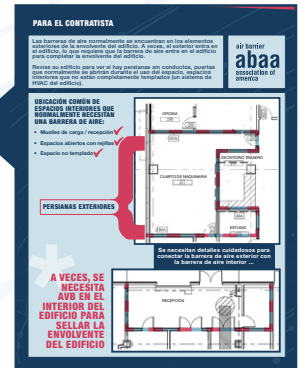 PARA EL CONTRATISTA
Las barreras de aire normalmente se encuentran en los elementos
exteriores de la envolvente del edificio. A veces, el exterior entra en
el edificio, lo que requiere que la barrera de aire entre en el edificio
para completar la envolvente del edificio.
Revise su edificio para ver si hay persianas sin conductos, puertas
que normalmente se abrirán durante el uso del espacio, espacios
interiores que no están completamente templados (un sistema de
HVAC del edificio).
air barrier
abaa
association of
america
UBICACIÓN COMÚN DE
ESPACIOS INTERIORES QUE
NORMALMENTE NECESITAN
UNA BARRERA DE AIRE:
• Muelles de carga / recepción
• Espacios abiertos con rejillas
• Espacio no templado
PERSIANAS EXTERIORES
OFICINA
ESCRITORIO TRASERO
CUARTO DE MAQUINARIA
ESTUDIO
Se necesitan detalles cuidadosos para
conectar la barrera de aire exterior con
la barrera de aire interior ...
A VECES, SE
NECESITA
AVB EN EL
INTERIOR DEL
EDIFICIO PARA
SELLAR LA
ENVOLVENTE
DEL EDIFICIO
RECEPCIÓN